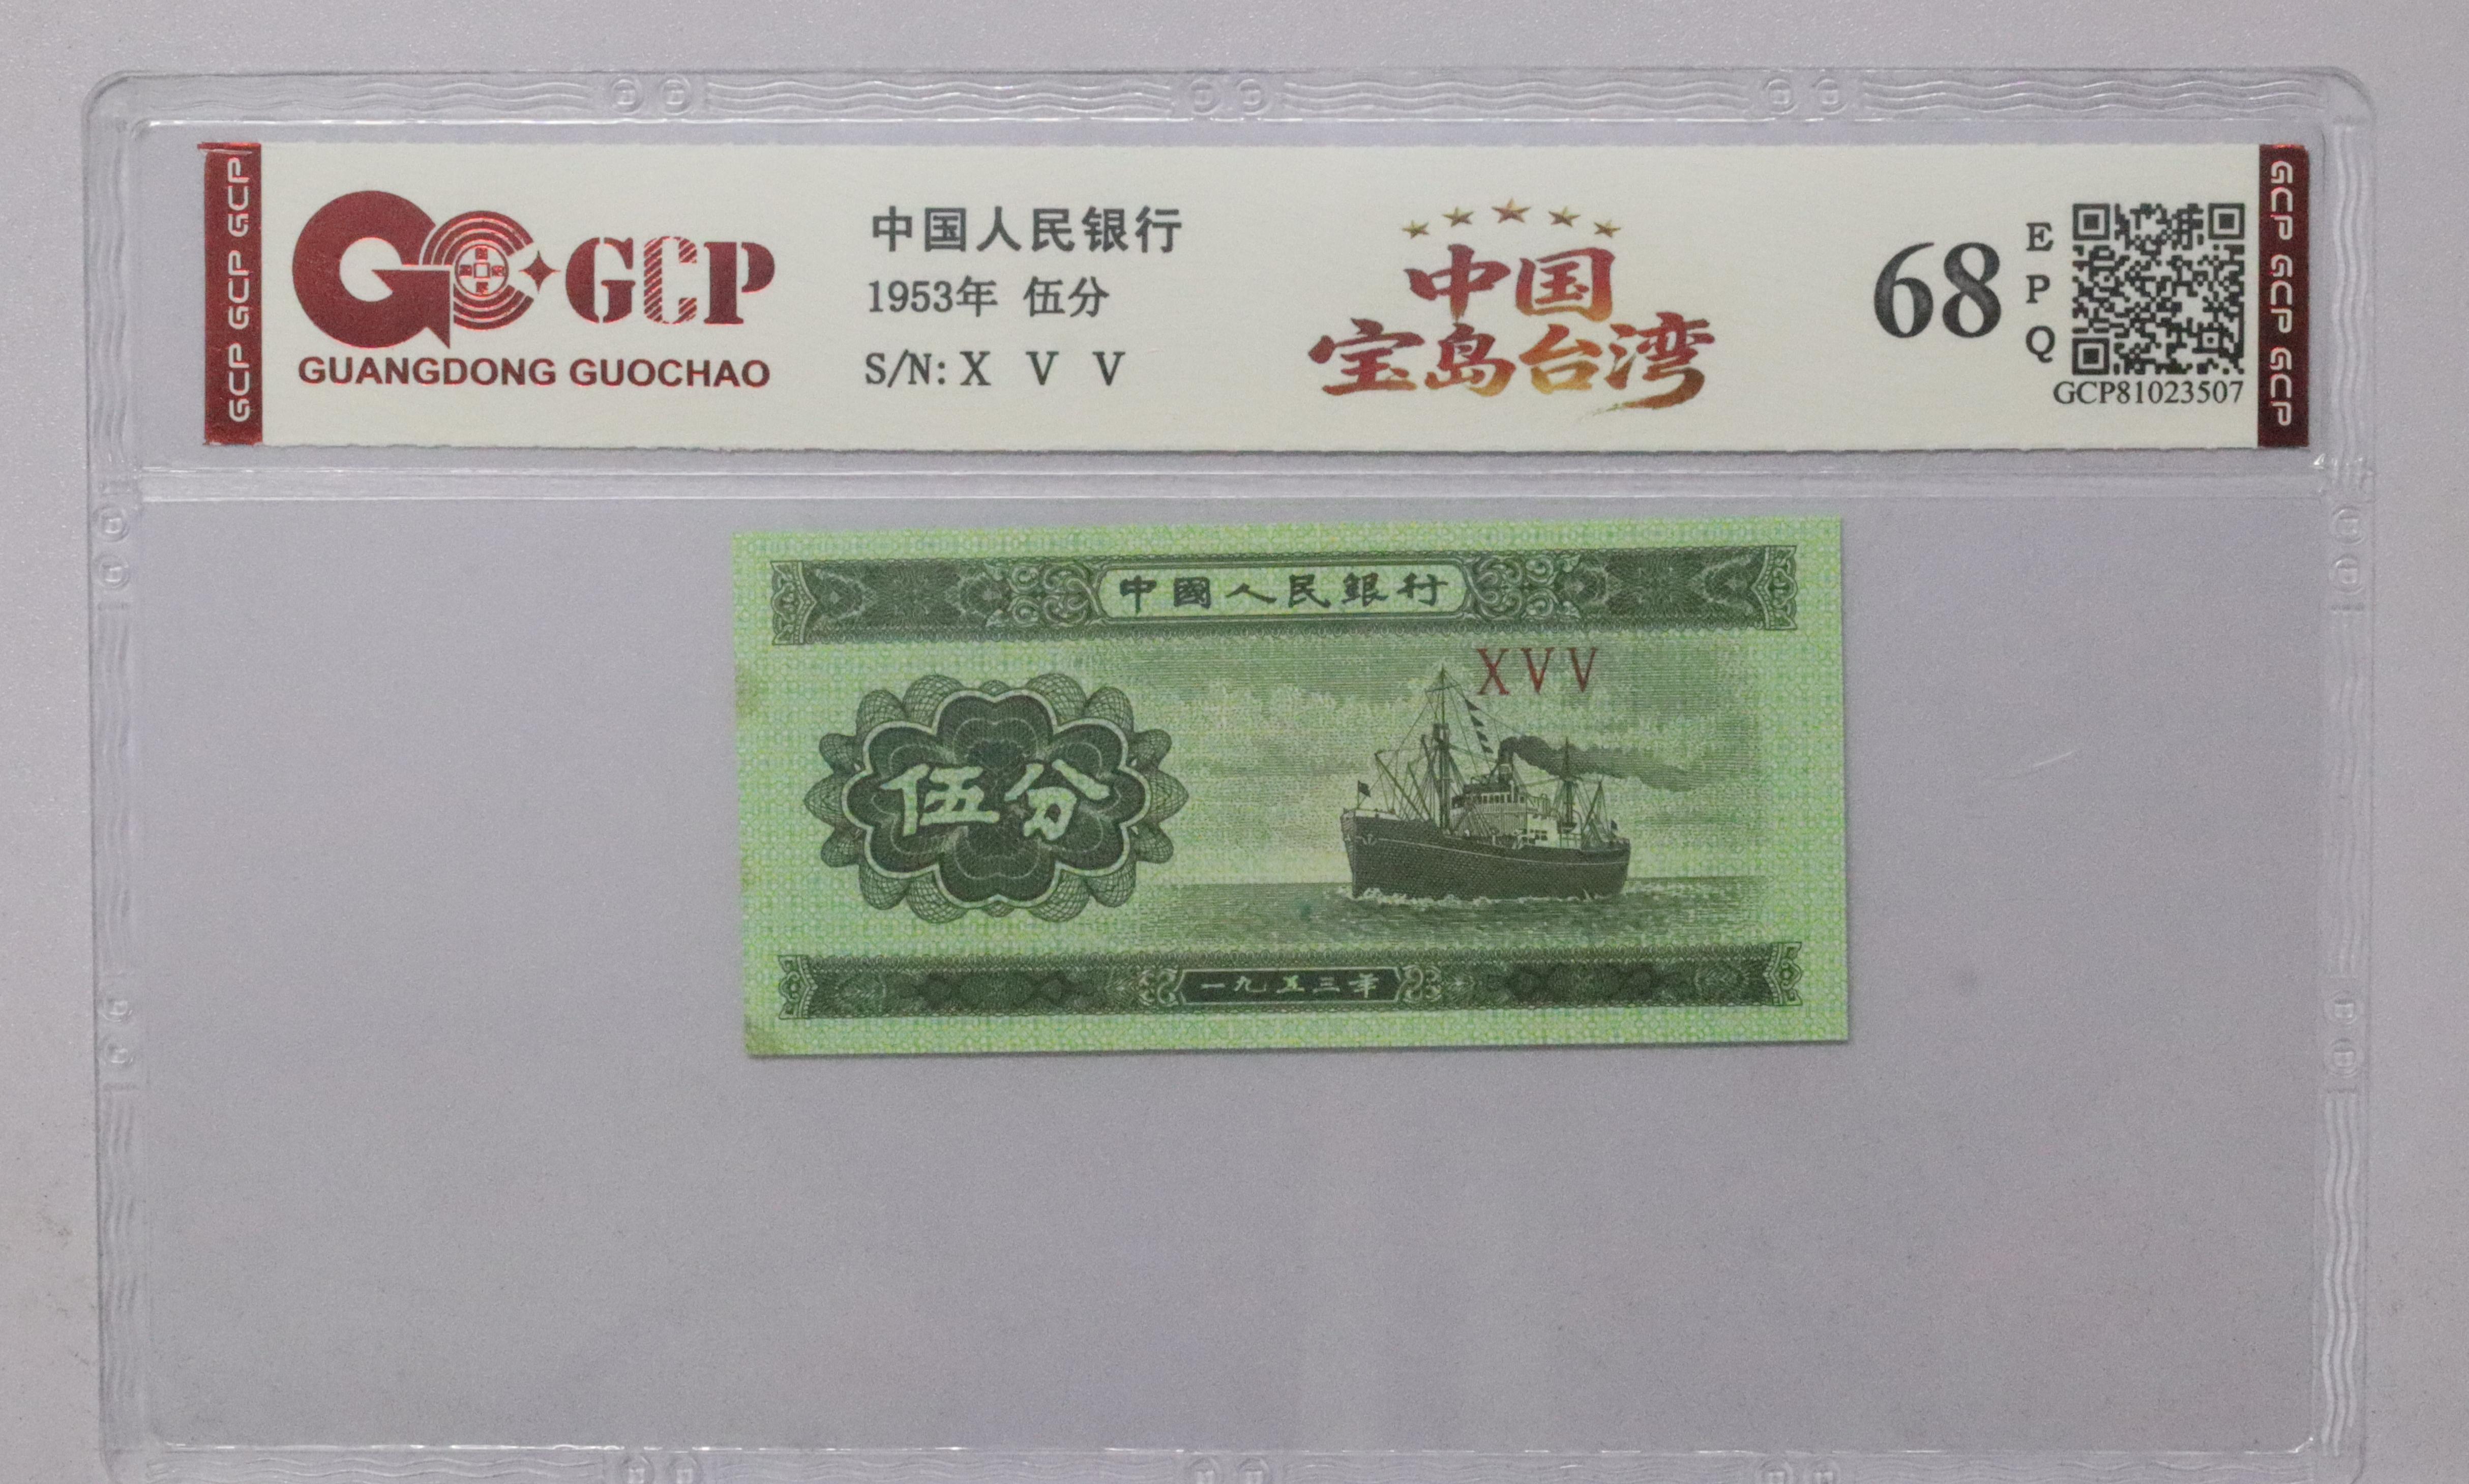 GCP GCP GCP
GCP
GUANGDONG GUOCHAO
中国人民银行
1953年 伍分
S/N: X V V
中国
宝岛台湾
68
E
P
Q
GCP81023507
GCP GCP GCP
中國人民銀行
XVV
伍分
一九五三年